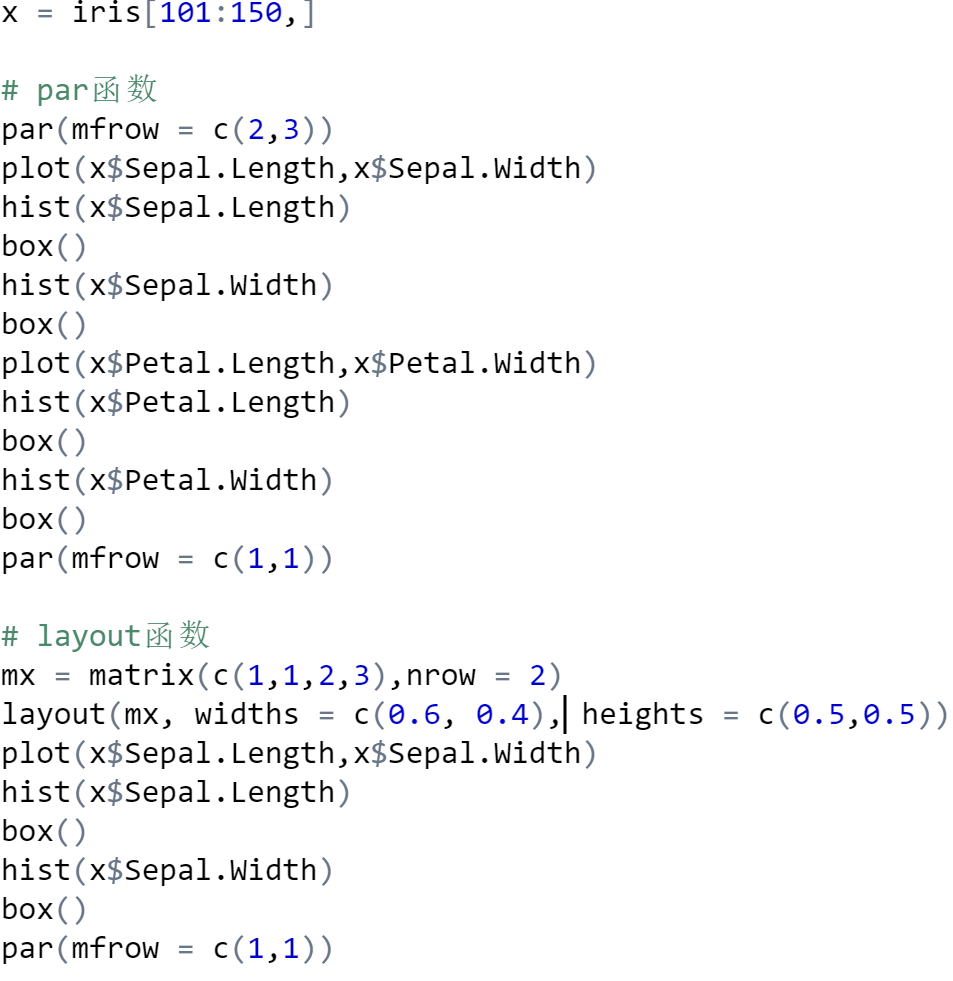 x = iris[101:150,]
# par函数
par(mfrow = c(2,3))
plot(x$Sepal.Length,x$Sepal.Width)
hist(x$Sepal.Length)
box()
hist(x$Sepal.Width)
box()
plot(x$Petal.Length,x$Petal.Width)
hist(x$Petal.Length)
box()
hist(x$Petal.Width)
box()
par(mfrow = c(1,1))
# layout函数
mx = matrix(c(1,1,2,3),nrow = 2)
layout(mx, widths = c(0.6, 0.4), heights = c(0.5,0.5))
plot(x$Sepal.Length,x$Sepal.Width)
hist(x$Sepal.Length)
box()
hist(x$Sepal.Width)
box()
par(mfrow = c(1,1))